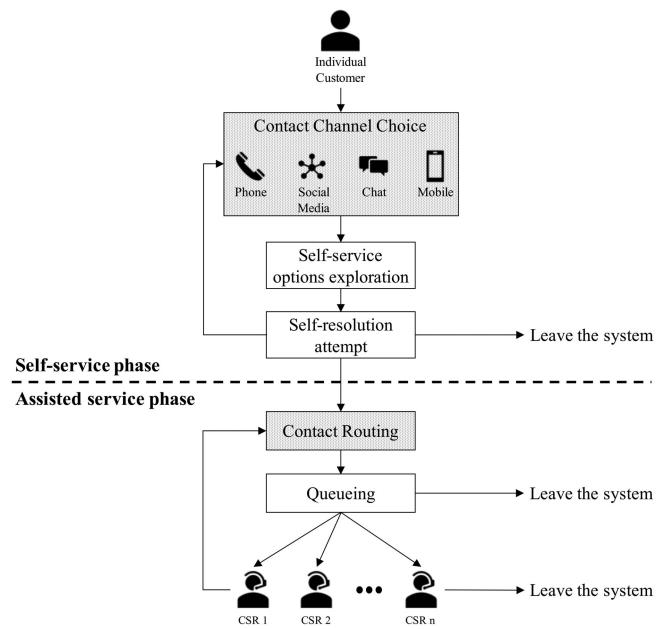 Individual
Customer
Contact Channel Choice
Phone
Social
Media
Chat
Mobile
Self-service
options exploration
Self-resolution
attempt
Leave the system
Self-service phase
Assisted service phase
Contact Routing
Queueing
Leave the system
Leave the system
CSR 1
CSR 2
CSR n